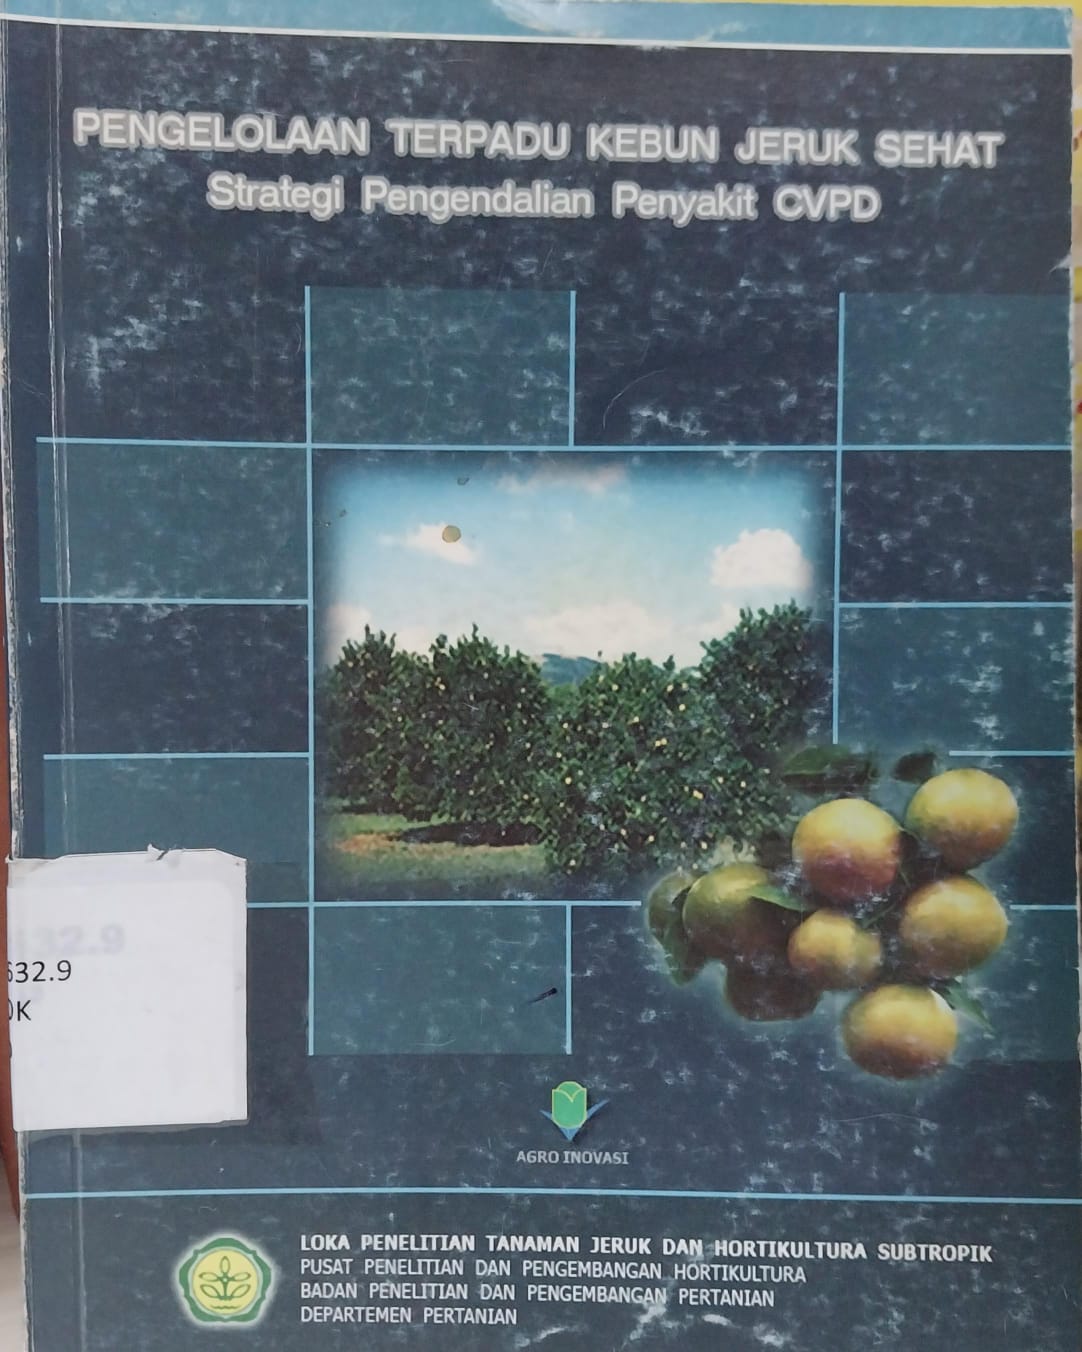 PENGELOLAAN TERPADU KEBUN JERUK SEHAT
Strategi Pengendalian Penyakit CVPD
632.9
OK
AGRO INOVASI
LOKA PENELITIAN TANAMAN JERUK DAN HORTIKULTURA SUBTROPIK
PUSAT PENELITIAN DAN PENGEMBANGAN HORTIKULTURA
BADAN PENELITIAN DAN PENGEMBANGAN PERTANIAN
DEPARTEMEN PERTANIAN